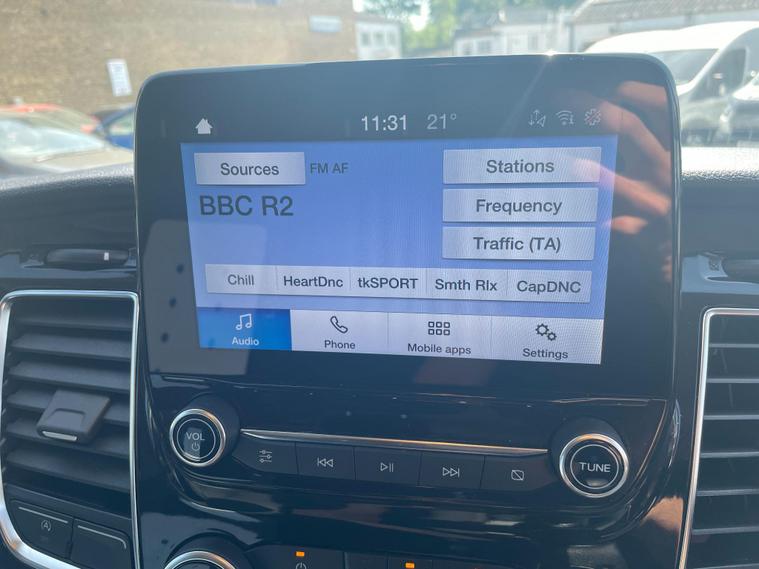 11:31 21°
Sources FM AF Stations
BBC R2 Frequency
Traffic (TA)
Chill HeartDnc tkSPORT Smth Rlx CapDNC
Audio Phone Mobile apps Settings
VOL
TUNE
A